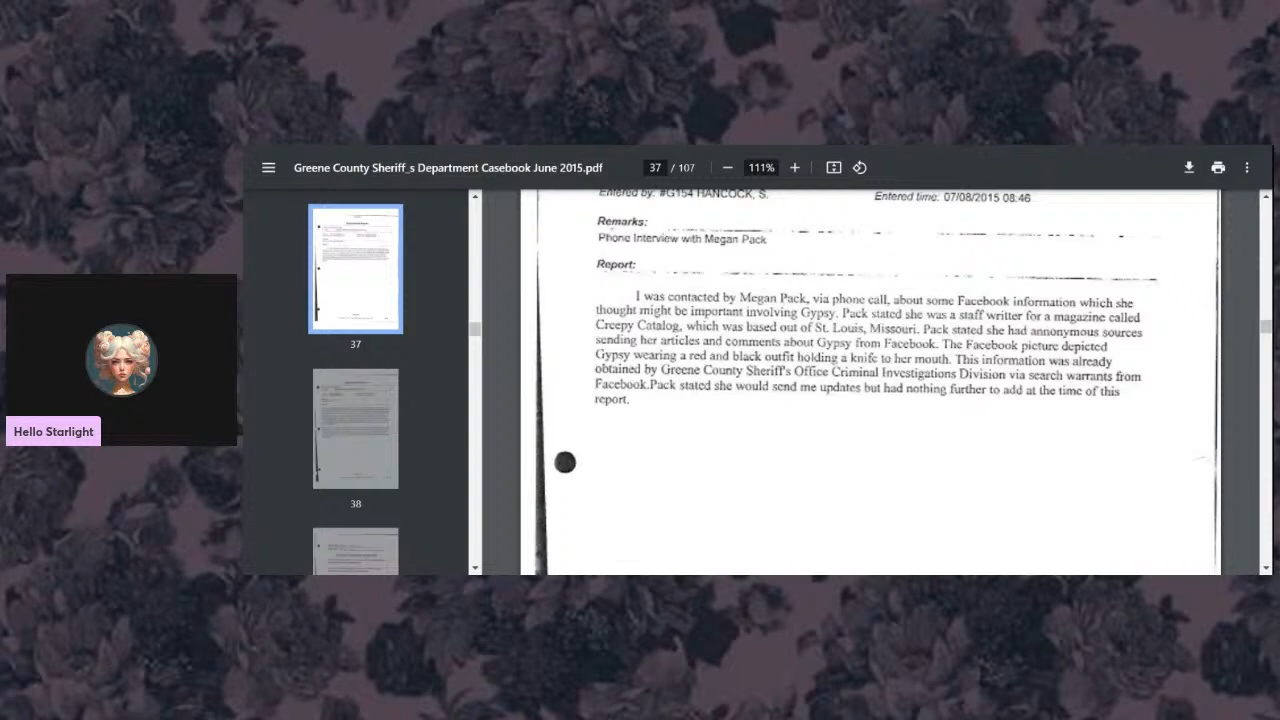 Greene County Sheriff_s Department Casebook June 2015.pdf
37 / 107
111%
Entered by: #G154 HANCOCK, S.
Entered time: 07/08/2015 08:46
Remarks:
Phone Interview with Megan Pack
Report:
I was contacted by Megan Pack, via phone call, about some Facebook information which she
thought might be important involving Gypsy. Pack stated she was a staff writter for a magazine called
Creepy Catalog, which was based out of St. Louis, Missouri. Pack stated she had annonymous sources
sending her articles and comments about Gypsy from Facebook. The Facebook picture depicted
Gypsy wearing a red and black outfit holding a knife to her mouth. This information was already
obtained by Greene County Sheriff's Office Criminal Investigations Division via search warrants from
Facebook.Pack stated she would send me updates but had nothing further to add at the time of this
report.
37
38
Hello Starlight